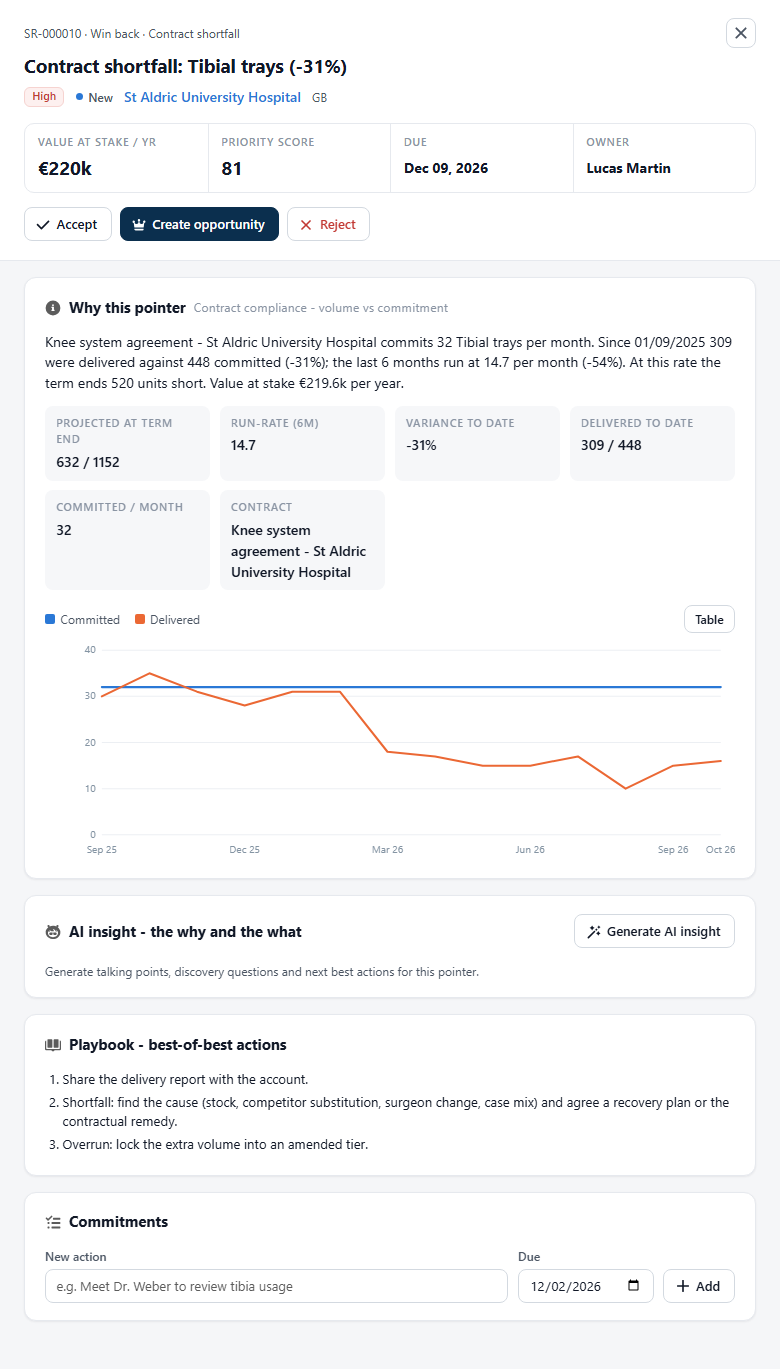 SR-000010 · Win back · Contract shortfall
Contract shortfall: Tibial trays (-31%)
High New St Aldric University Hospital GB
VALUE AT STAKE / YR
€220k
PRIORITY SCORE
81
DUE
Dec 09, 2026
OWNER
Lucas Martin
Accept
Create opportunity
Reject
Why this pointer Contract compliance - volume vs commitment
Knee system agreement - St Aldric University Hospital commits 32 Tibial trays per month. Since 01/09/2025 309
were delivered against 448 committed (-31%); the last 6 months run at 14.7 per month (-54%). At this rate the
term ends 520 units short. Value at stake €219.6k per year.
PROJECTED AT TERM
END
632 / 1152
RUN-RATE (6M)
14.7
VARIANCE TO DATE
-31%
DELIVERED TO DATE
309 / 448
COMMITTED / MONTH
32
CONTRACT
Knee system
agreement - St Aldric
University Hospital
Committed Delivered
Table
40
30
20
10
0
Sep 25 Dec 25 Mar 26 Jun 26 Sep 26 Oct 26
AI insight - the why and the what
Generate AI insight
Generate talking points, discovery questions and next best actions for this pointer.
Playbook - best-of-best actions
1. Share the delivery report with the account.
2. Shortfall: find the cause (stock, competitor substitution, surgeon change, case mix) and agree a recovery plan or the
contractual remedy.
3. Overrun: lock the extra volume into an amended tier.
Commitments
New action
e.g. Meet Dr. Weber to review tibia usage
Due
12/02/2026
Add